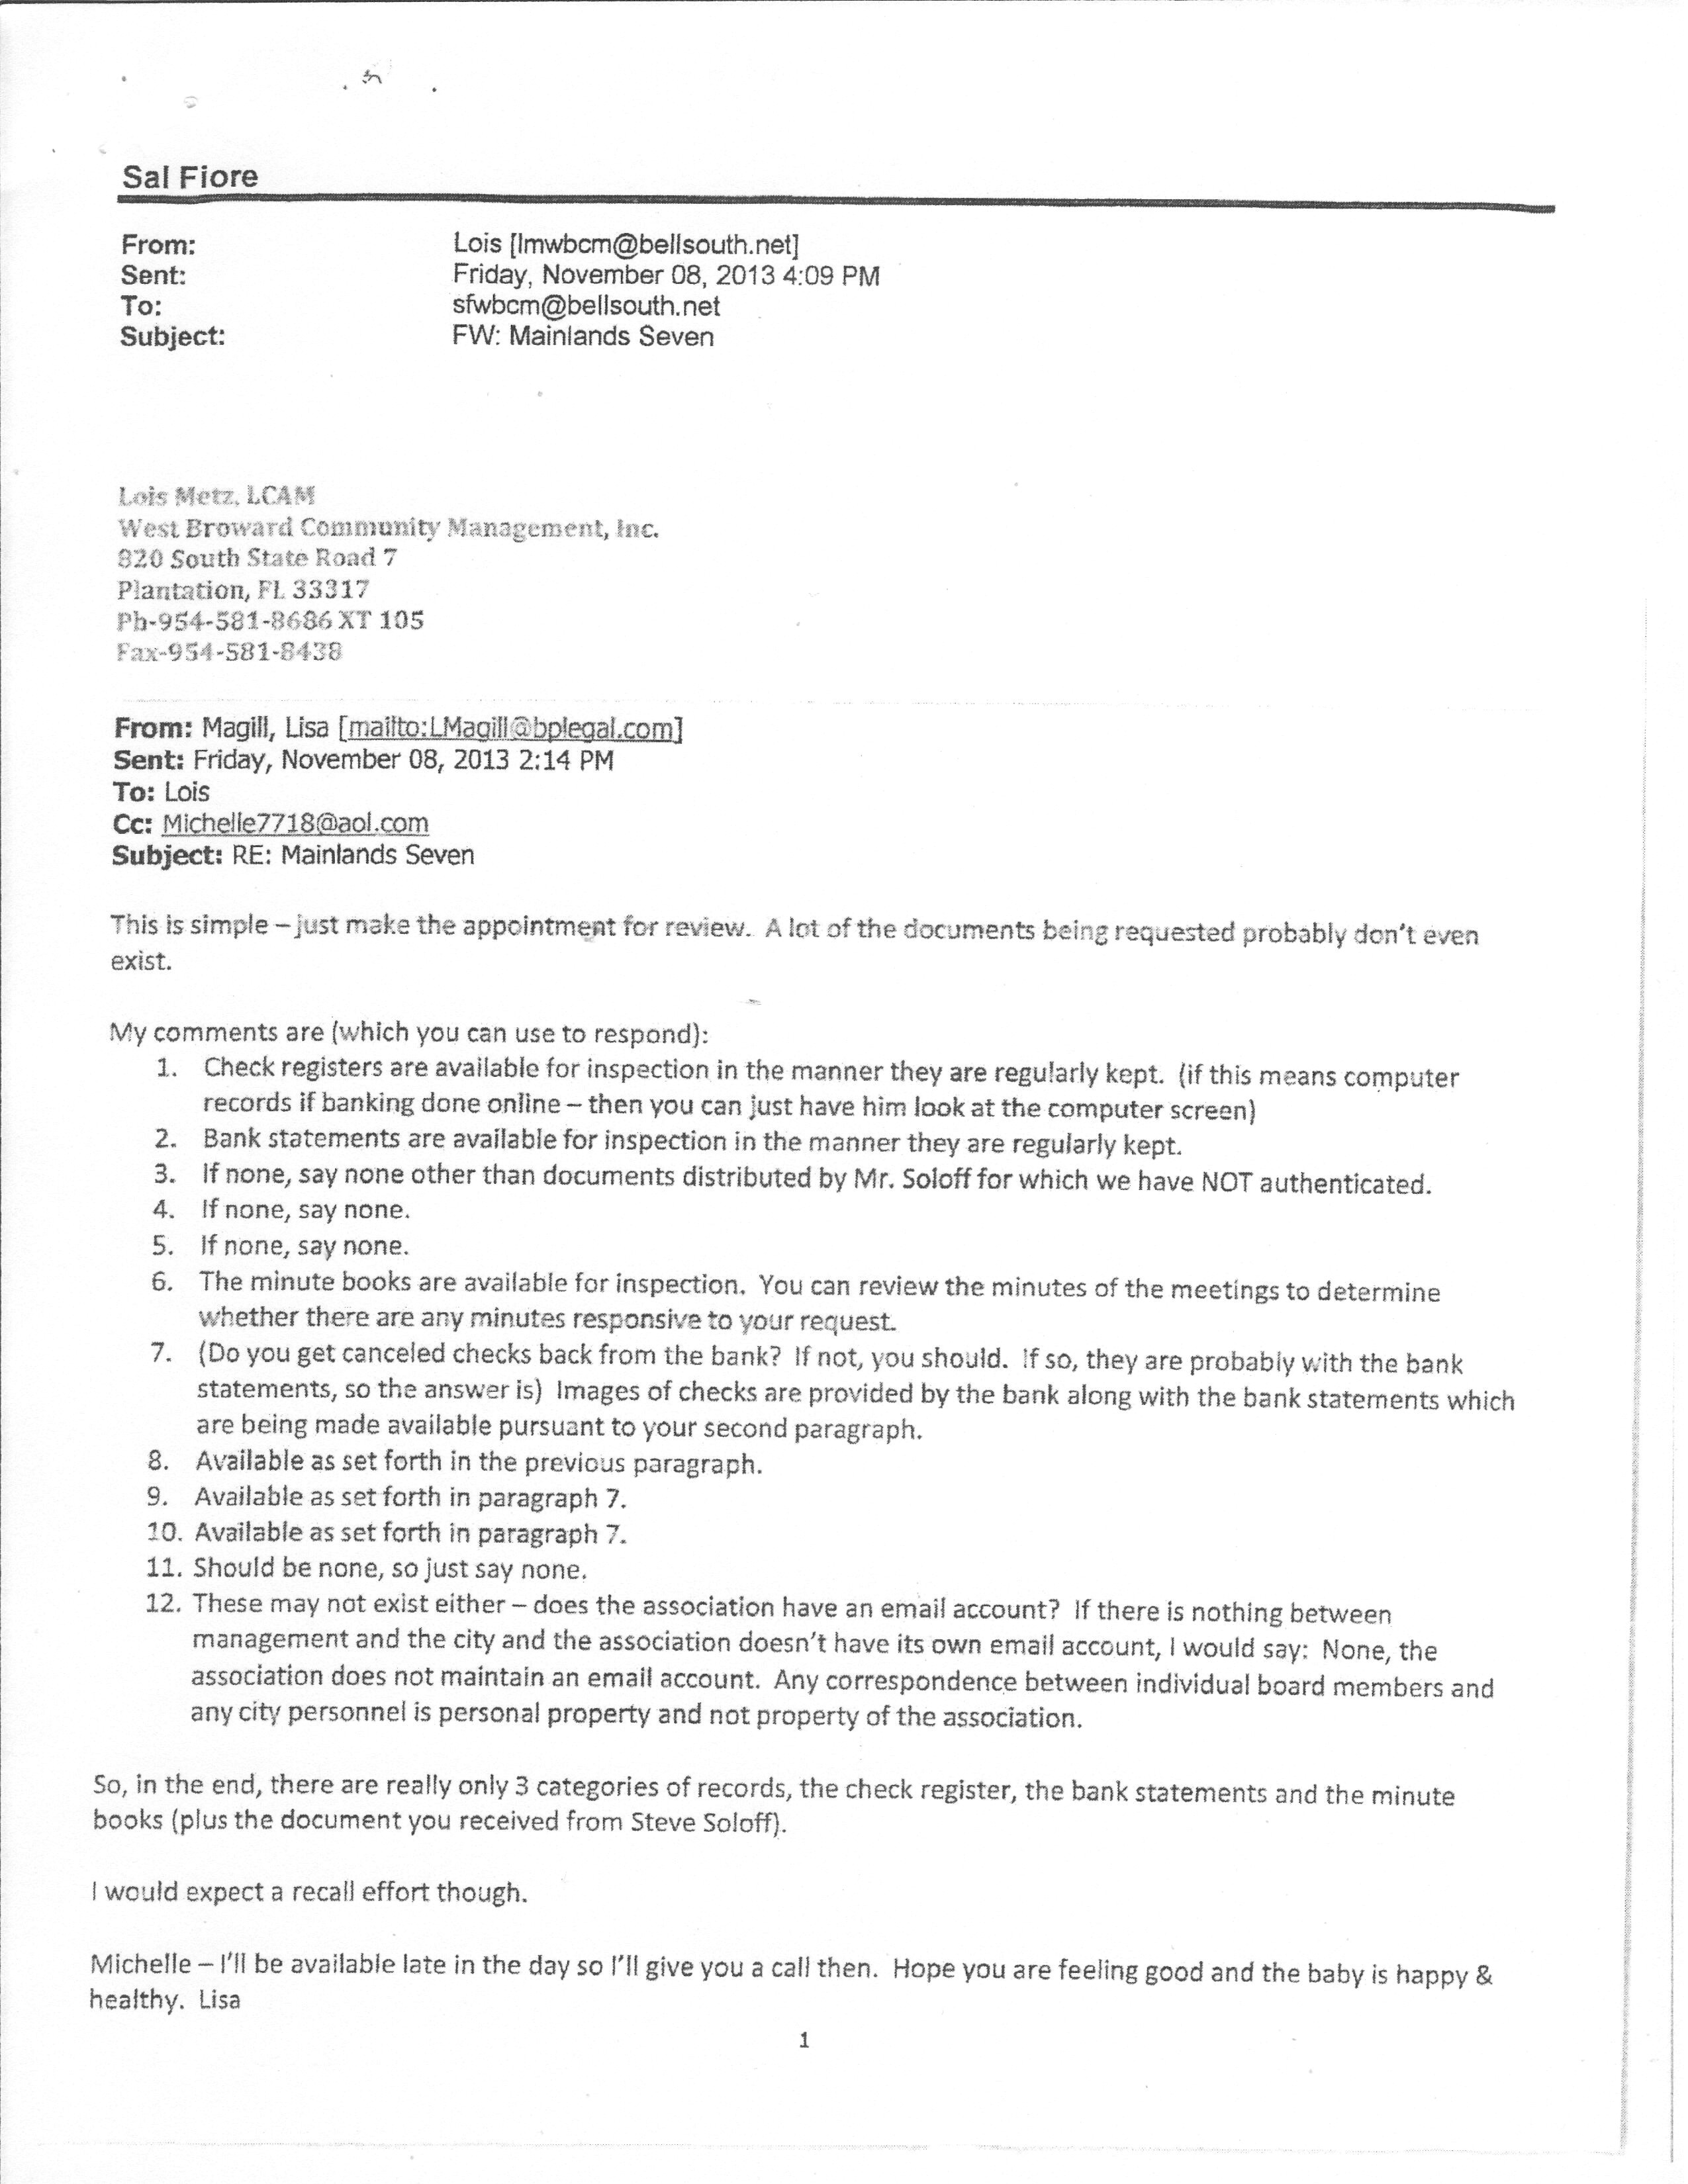 Sal Fiore
From: Lois [lmwbcm@bellsouth.net]
Sent: Friday, November 08, 2013 4:09 PM
To: sfwbcm@bellsouth.net
Subject: FW: Mainlands Seven
Lois Metz, LCAM
West Broward Community Management, Inc.
820 South State Road 7
Plantation, FL 33317
Ph-954-581-8686 XT 105
Fax-954-581-8438
From: Magill, Lisa [mailto:LMagill@bplegal.com]
Sent: Friday, November 08, 2013 2:14 PM
To: Lois
Cc: Michelle7718@aol.com
Subject: RE: Mainlands Seven
This is simple – just make the appointment for review. A lot of the documents being requested probably don't even
exist.
My comments are (which you can use to respond):
1. Check registers are available for inspection in the manner they are regularly kept. (if this means computer
records if banking done online – then you can just have him look at the computer screen)
2. Bank statements are available for inspection in the manner they are regularly kept.
3. If none, say none other than documents distributed by Mr. Soloff for which we have NOT authenticated.
4. If none, say none.
5. If none, say none.
6. The minute books are available for inspection. You can review the minutes of the meetings to determine
whether there are any minutes responsive to your request.
7. (Do you get canceled checks back from the bank? If not, you should. If so, they are probably with the bank
statements, so the answer is) Images of checks are provided by the bank along with the bank statements which
are being made available pursuant to your second paragraph.
8. Available as set forth in the previous paragraph.
9. Available as set forth in paragraph 7.
10. Available as set forth in paragraph 7.
11. Should be none, so just say none.
12. These may not exist either – does the association have an email account? If there is nothing between
management and the city and the association doesn't have its own email account, I would say: None, the
association does not maintain an email account. Any correspondence between individual board members and
any city personnel is personal property and not property of the association.
So, in the end, there are really only 3 categories of records, the check register, the bank statements and the minute
books (plus the document you received from Steve Soloff).
I would expect a recall effort though.
Michelle – I'll be available late in the day so I'll give you a call then. Hope you are feeling good and the baby is happy &
healthy. Lisa
1